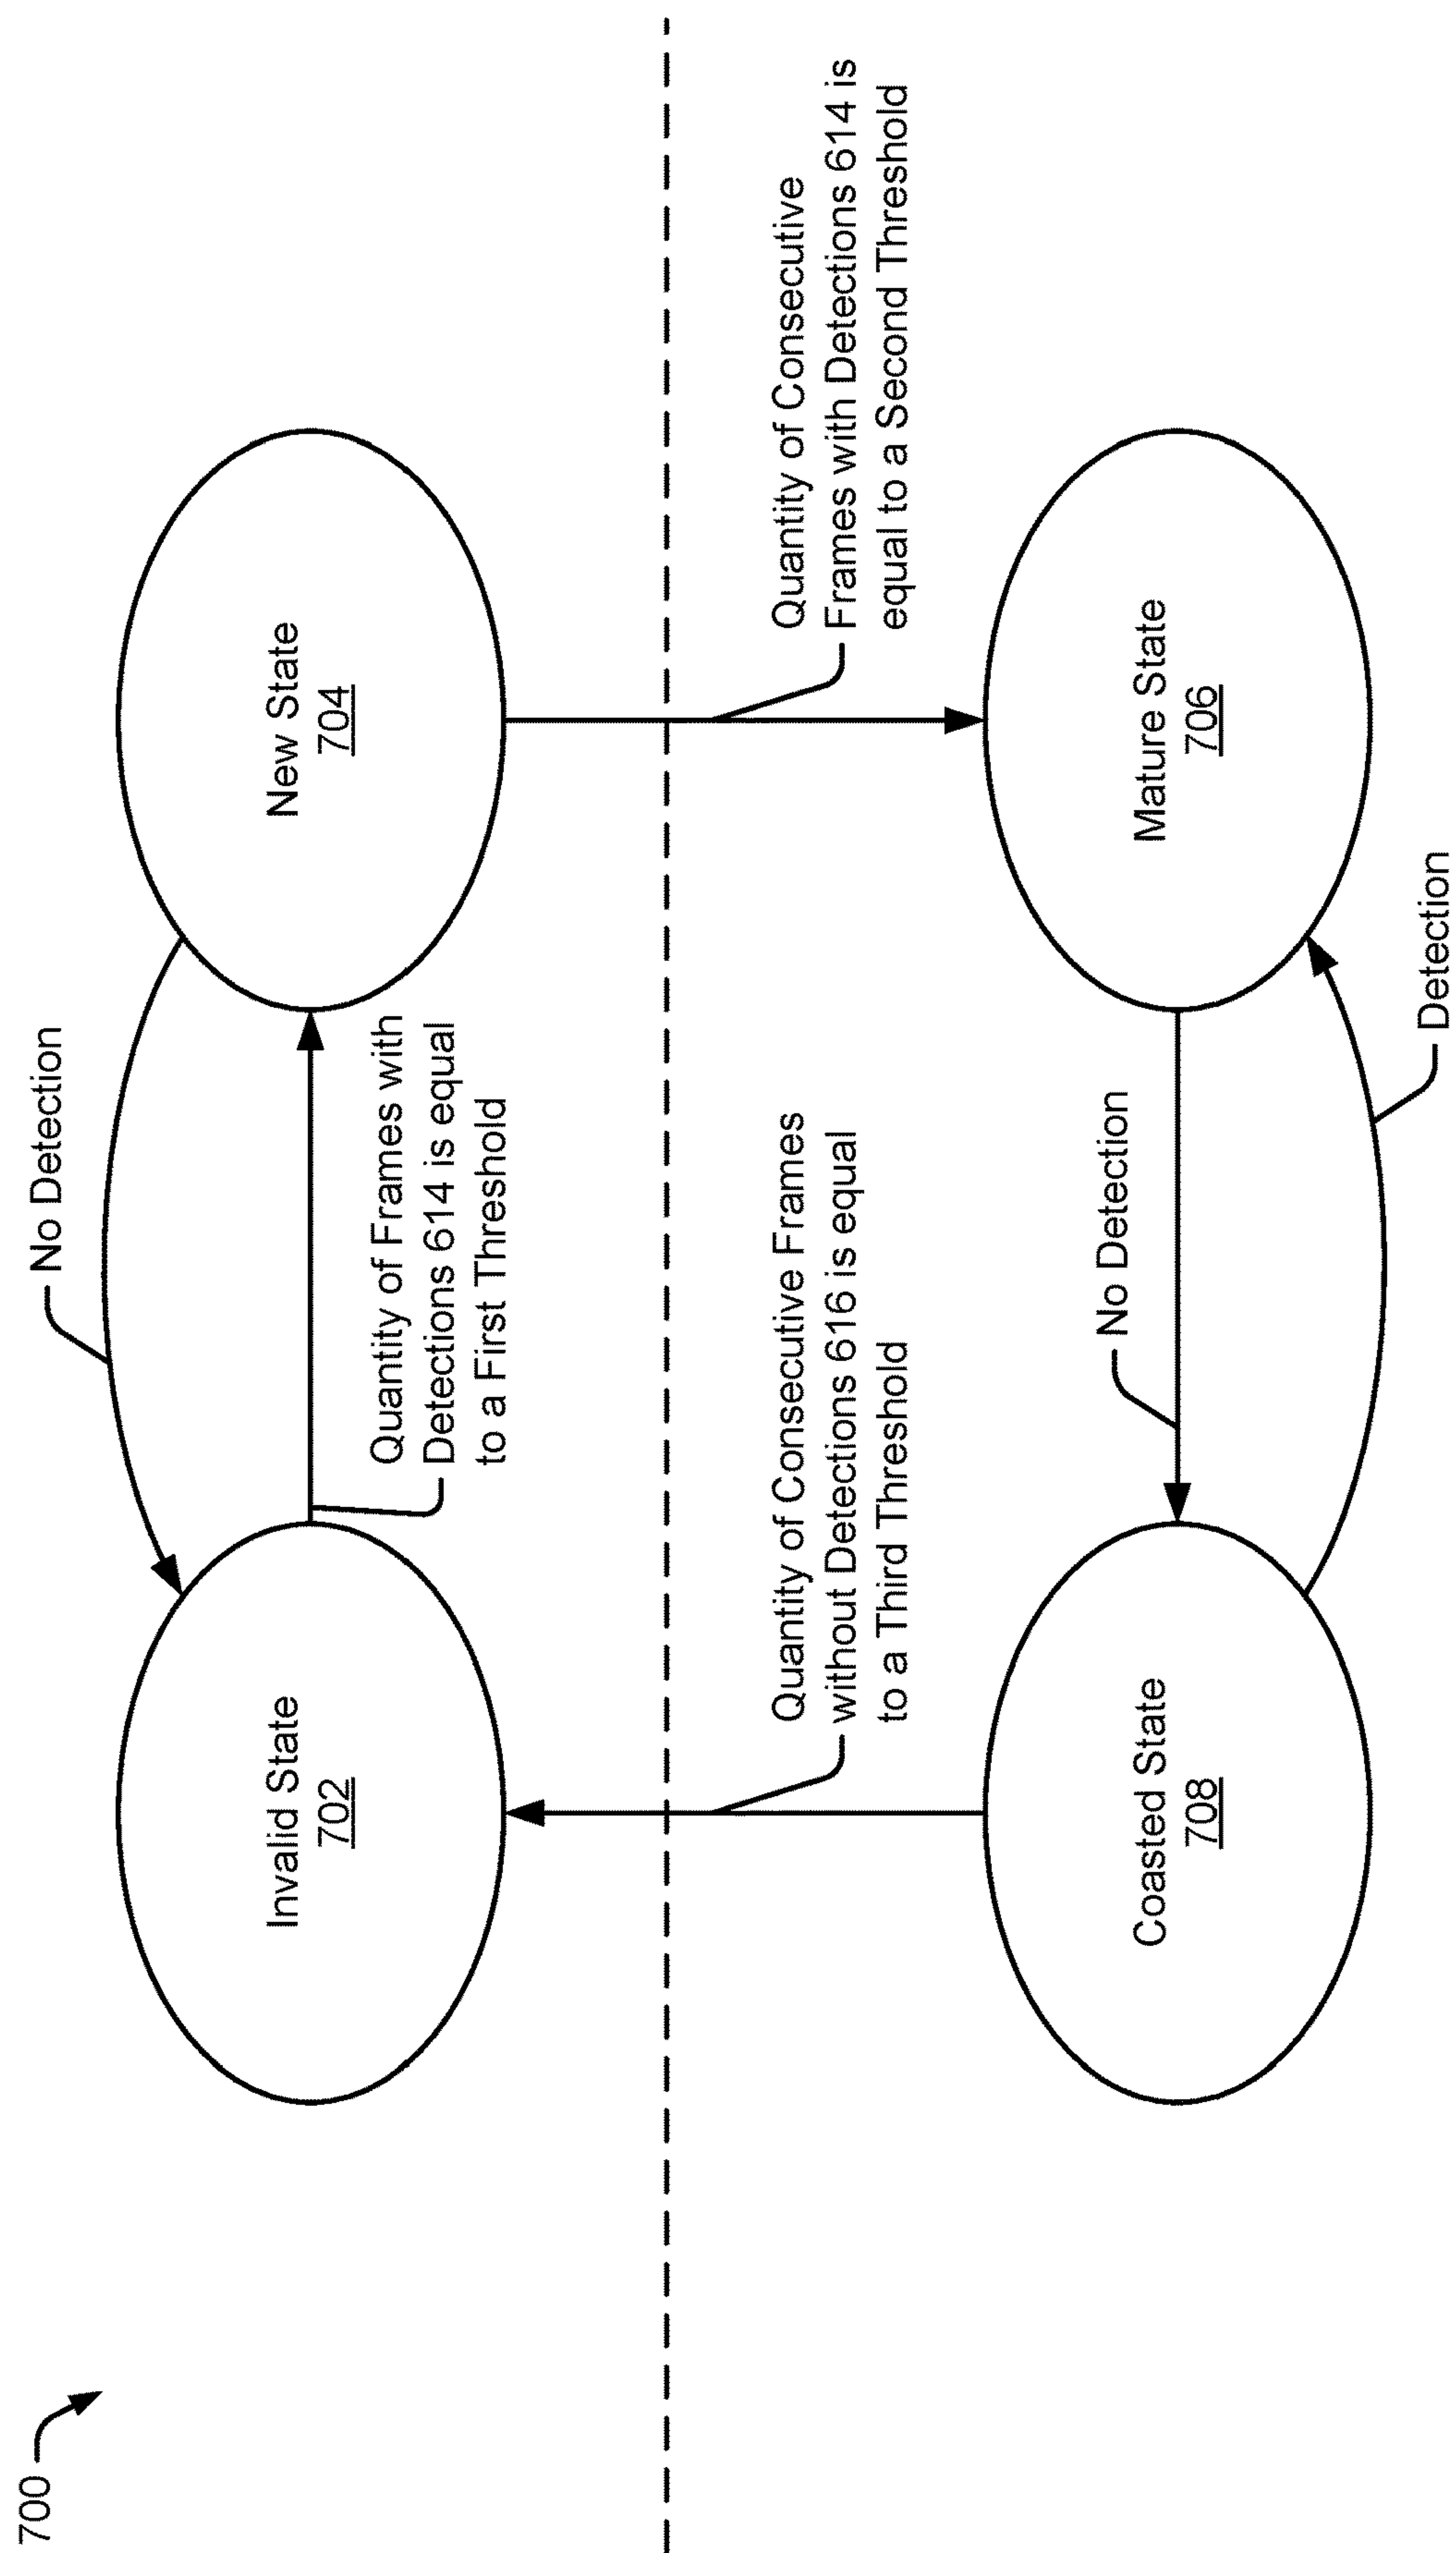 700
No Detection
Invalid State
702
New State
704
Quantity of Frames with
Detections 614 is equal
to a First Threshold
Quantity of Consecutive Frames
without Detections 616 is equal
to a Third Threshold
Quantity of Consecutive
Frames with Detections 614 is
equal to a Second Threshold
No Detection
Coasted State
708
Mature State
706
Detection